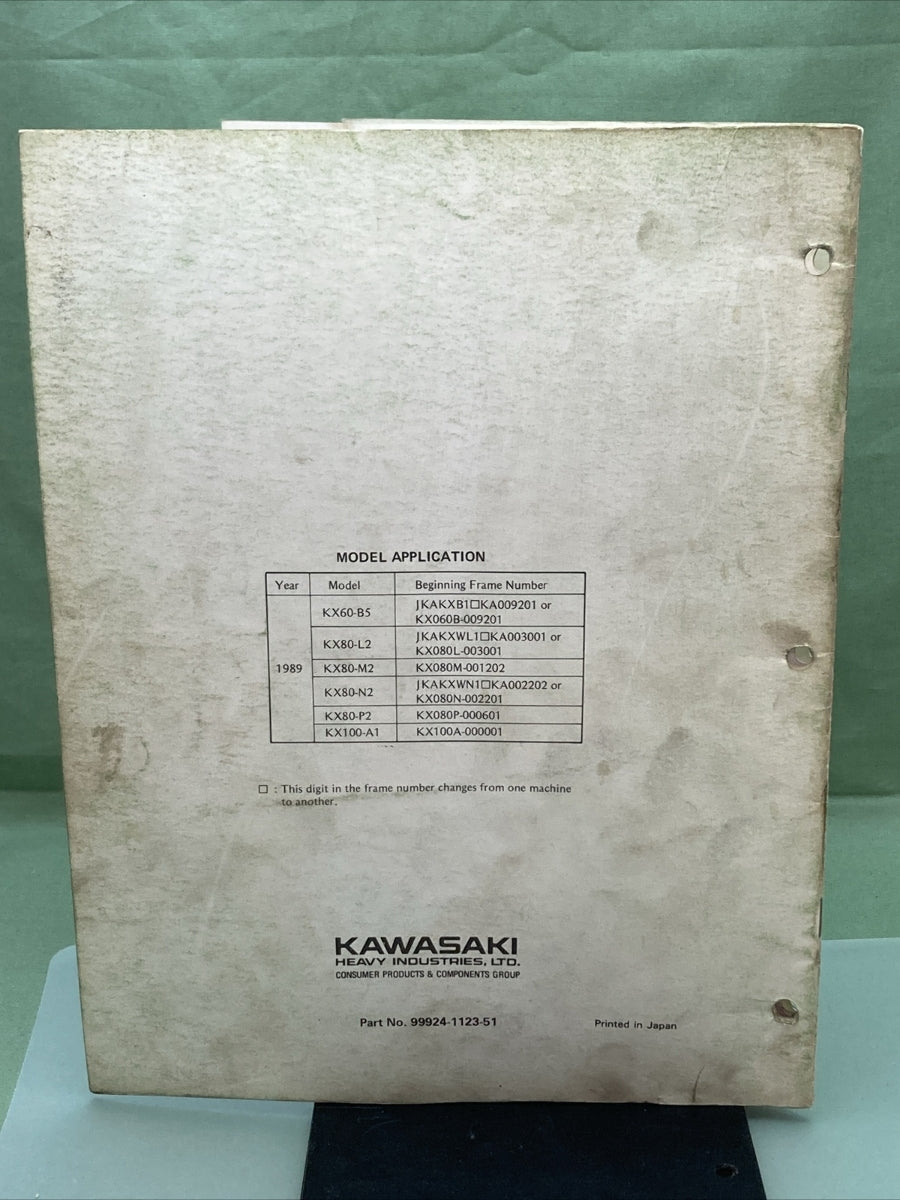 MODEL APPLICATION
Year Model Beginning Frame Number
1989
KX60-B5 JKAKXB1□KA009201 or
KX060B-009201
KX80-L2 JKAKXWL1□KA003001 or
KX080L-003001
KX80-M2 KX080M-001202
KX80-N2 JKAKXWN1□KA002202 or
KX080N-002201
KX80-P2 KX080P-000601
KX100-A1 KX100A-000001
□ : This digit in the frame number changes from one machine
to another.
KAWASAKI
HEAVY INDUSTRIES, LTD.
CONSUMER PRODUCTS & COMPONENTS GROUP
Part No. 99924-1123-51 Printed in Japan